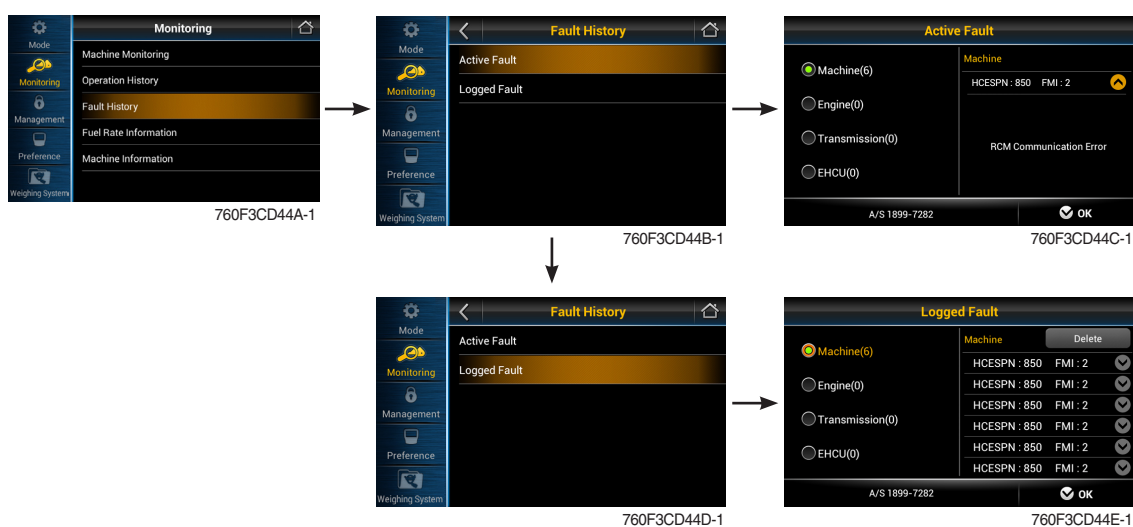 Monitoring
Mode
Monitoring
Management
Preference
Weighing System
Machine Monitoring
Operation History
Fault History
Fuel Rate Information
Machine Information
760F3CD44A-1
Fault History
Mode
Monitoring
Management
Preference
Weighing System
Active Fault
Logged Fault
760F3CD44B-1
Active Fault
Machine(6)
Engine(0)
Transmission(0)
EHCU(0)
Machine
HCESPN : 850 FMI : 2
RCM Communication Error
A/S 1899-7282
OK
760F3CD44C-1
Fault History
Mode
Monitoring
Management
Preference
Weighing System
Active Fault
Logged Fault
760F3CD44D-1
Logged Fault
Machine(6)
Engine(0)
Transmission(0)
EHCU(0)
Machine Delete
HCESPN : 850 FMI : 2
HCESPN : 850 FMI : 2
HCESPN : 850 FMI : 2
HCESPN : 850 FMI : 2
HCESPN : 850 FMI : 2
HCESPN : 850 FMI : 2
A/S 1899-7282
OK
760F3CD44E-1